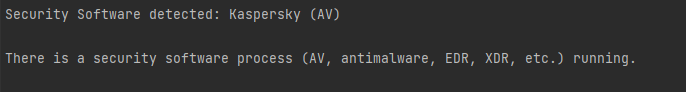 Security Software detected: Kaspersky (AV)
There is a security software process (AV, antimalware, EDR, XDR, etc.) running.